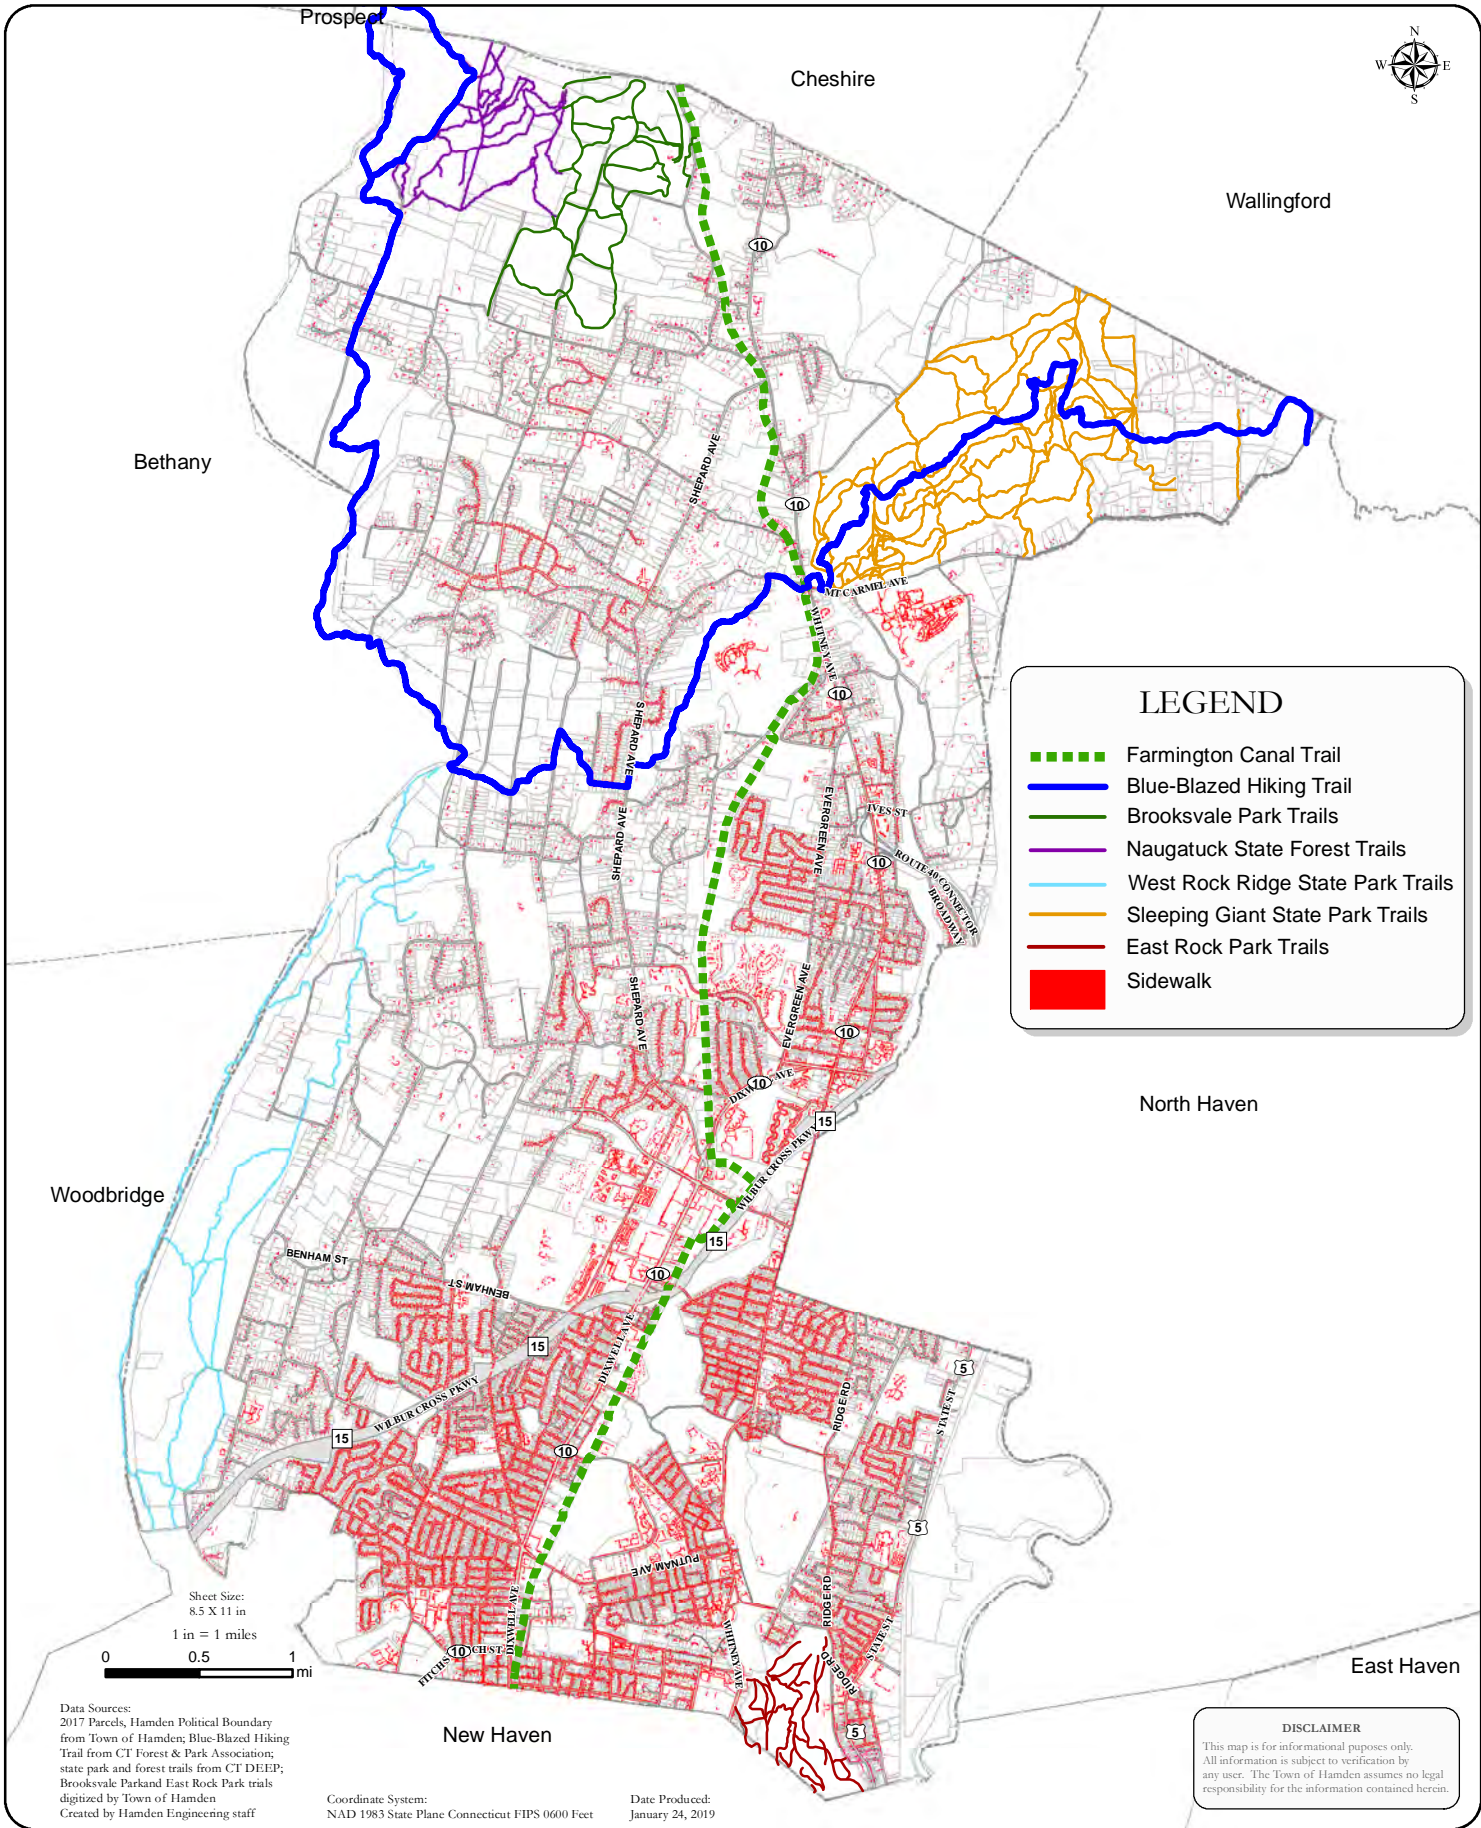 Prospect
Cheshire
N
W
E
S
Wallingford
10
Bethany
SHEPARD AVE
10
MT CARMEL AVE
WHITNEY AVE
10
SHEPARD AVE
LEGEND
Farmington Canal Trail
Blue-Blazed Hiking Trail
Brooksvale Park Trails
Naugatuck State Forest Trails
West Rock Ridge State Park Trails
Sleeping Giant State Park Trails
East Rock Park Trails
Sidewalk
EVERGREEN AVE
IVES ST
SHEPARD AVE
10
ROUTE 40 CONNECTOR
BROADWAY
SHEPARD AVE
EVERGREEN AVE
10
DIXW
10
AVE
15
North Haven
WILBUR CROSS PKWY
Woodbridge
15
BENHAM ST
10
BENHAM ST
DIXWELL AVE
15
5
WILBUR CROSS PKWY
RIDGE RD
STATE ST
15
10
5
PUTNAM AVE
Sheet Size:
8.5 X 11 in
1 in = 1 miles
0
0.5
1
mi
DIXWELL AVE
RIDGE RD
WHITNEY AVE
STATE ST
FITCH S
10
CH ST
RIDGE RD
East Haven
5
New Haven
Data Sources:
2017 Parcels, Hamden Political Boundary
from Town of Hamden; Blue-Blazed Hiking
Trail from CT Forest & Park Association;
state park and forest trails from CT DEEP;
Brooksvale Parkand East Rock Park trials
digitized by Town of Hamden
Created by Hamden Engineering staff
Coordinate System:
NAD 1983 State Plane Connecticut FIPS 0600 Feet
Date Produced:
January 24, 2019
DISCLAIMER
This map is for informational puposes only.
All information is subject to verification by
any user. The Town of Hamden assumes no legal
responsibility for the information contained herein.